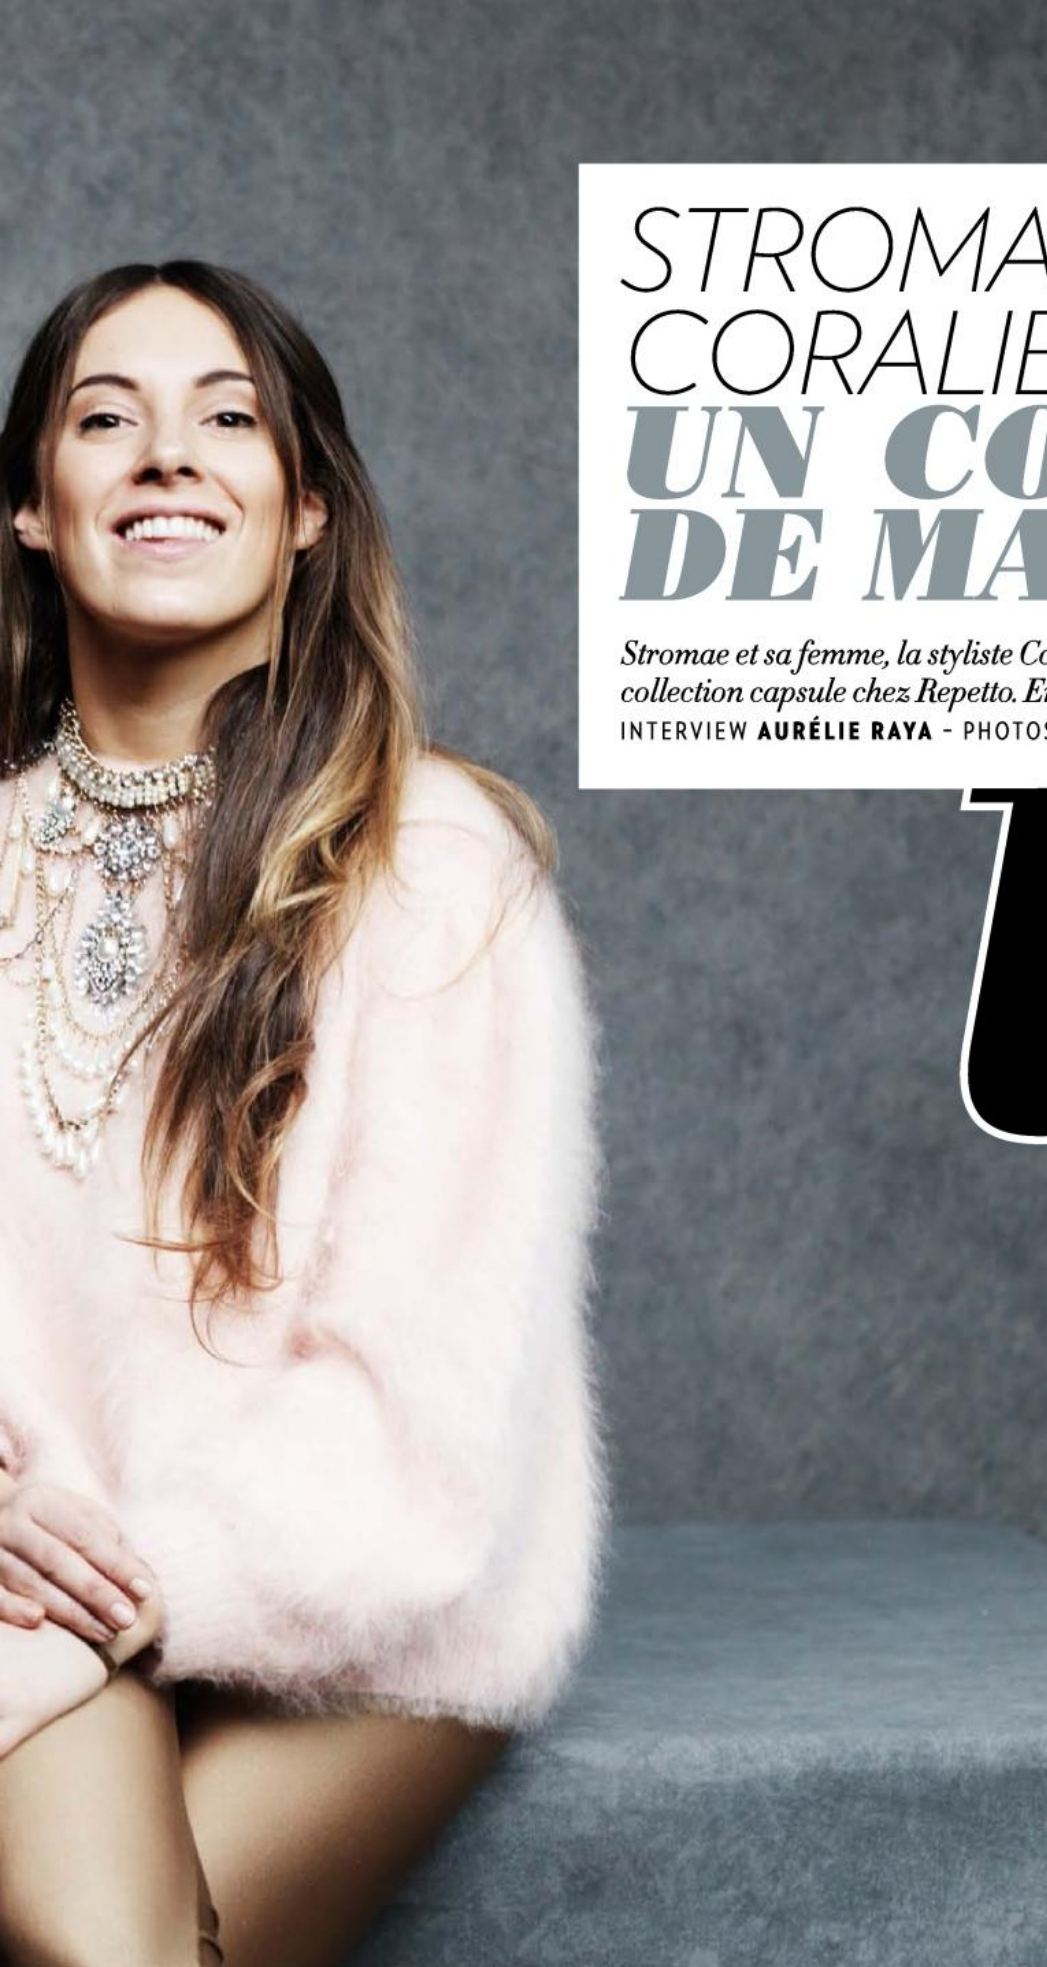 STROMA
CORALIE
UN CO
DE MA
Stromae et sa femme, la styliste Co
collection capsule chez Repetto. E
INTERVIEW AURÉLIE RAYA - PHOTOS